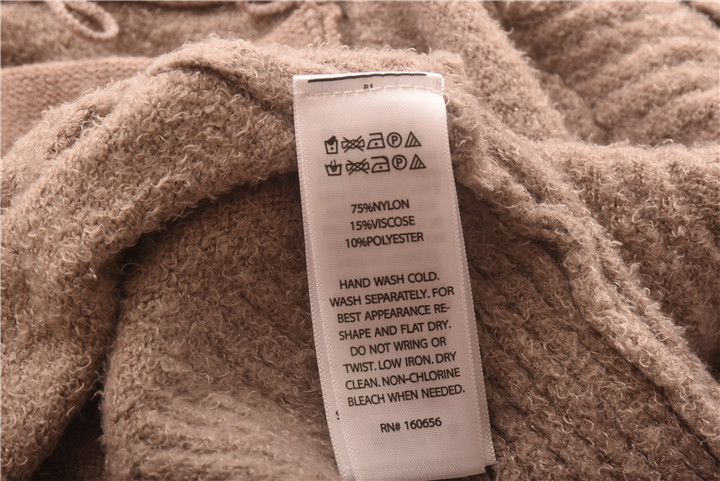 75%NYLON
15%VISCOSE
10%POLYESTER
HAND WASH COLD.
WASH SEPARATELY. FOR
BEST APPEARANCE RE-
SHAPE AND FLAT DRY.
DO NOT WRING OR
TWIST. LOW IRON. DRY
CLEAN. NON-CHLORINE
BLEACH WHEN NEEDED.
RN# 160656